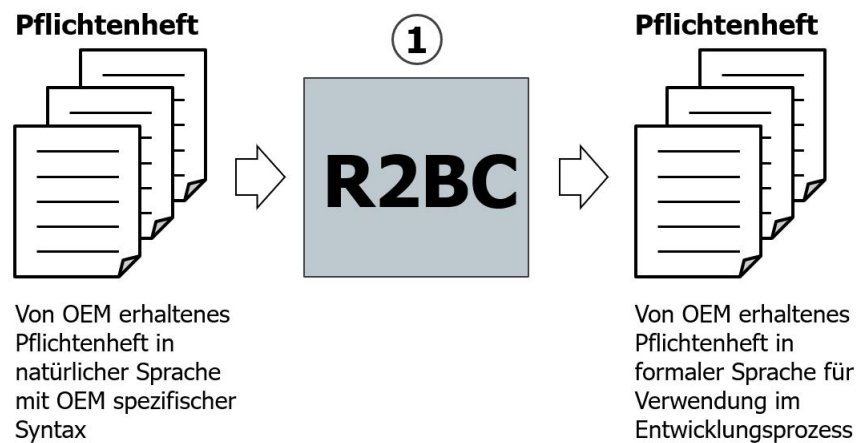 Pflichtenheft
1
Pflichtenheft
R2BC
Von OEM erhaltenes
Pflichtenheft in
natürlicher Sprache
mit OEM spezifischer
Syntax
Von OEM erhaltenes
Pflichtenheft in
formaler Sprache für
Verwendung im
Entwicklungsprozess